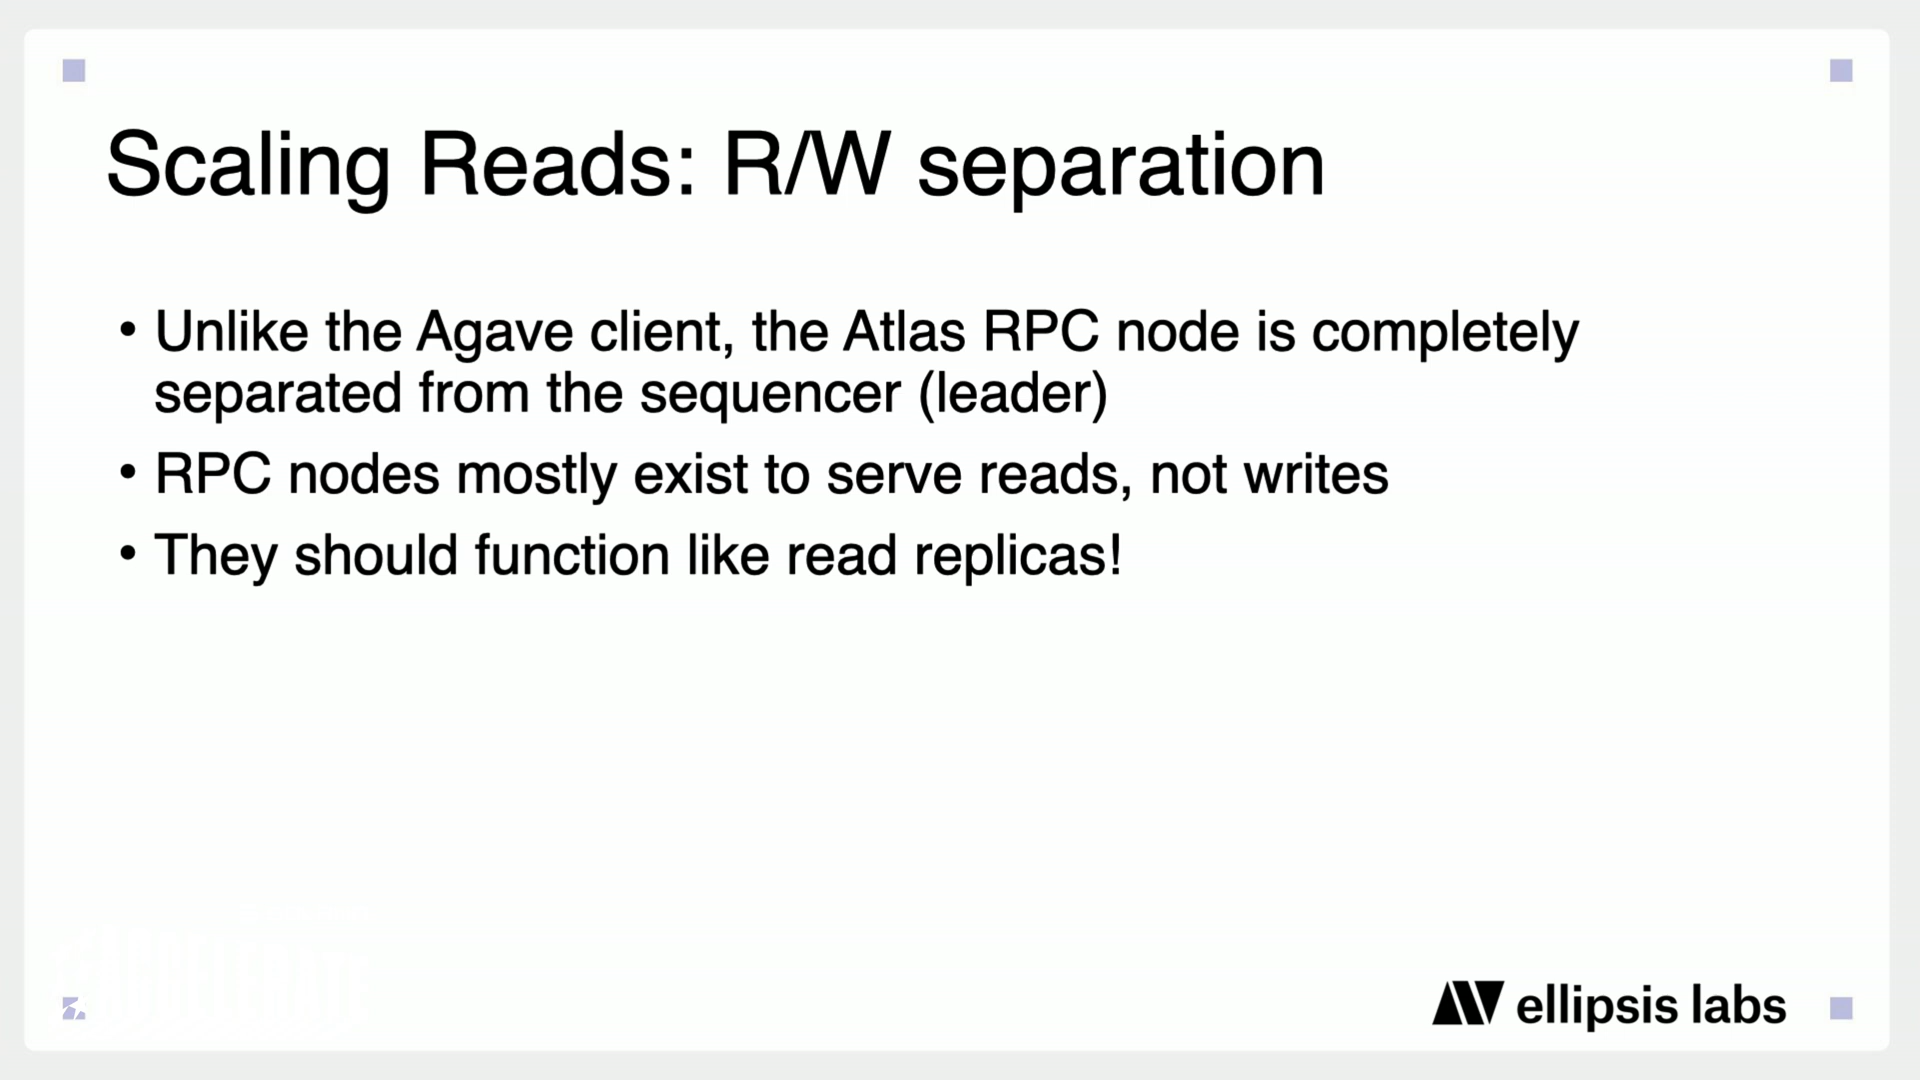 Scaling Reads: R/W separation
• Unlike the Agave client, the Atlas RPC node is completely
separated from the sequencer (leader)
• RPC nodes mostly exist to serve reads, not writes
• They should function like read replicas!
ACCELERATE
ellipsis labs